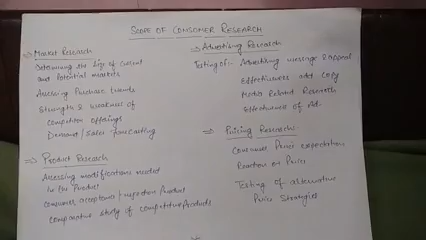 SCOPE OF CONSUMER RESEARCH
⇒ Market Research
Determining the Size of Current
and Potential markets
Assessing Purchase trends
Strength & weakness of
competitor offerings
Demand / Sales forecasting
⇒ Product Research
Assessing modifications needed
in the Product
Consumer acceptance / rejection Product
Comparative study of competitive Products
⇒ Advertising Research
Testing of:- Advertising message & appeal
Effectiveness add Copy
Media Related Research
Effectiveness of Ad.
⇒ Pricing Research:-
Consumer Price expectation
Reaction on Price
Testing of alternative
Price Strategies